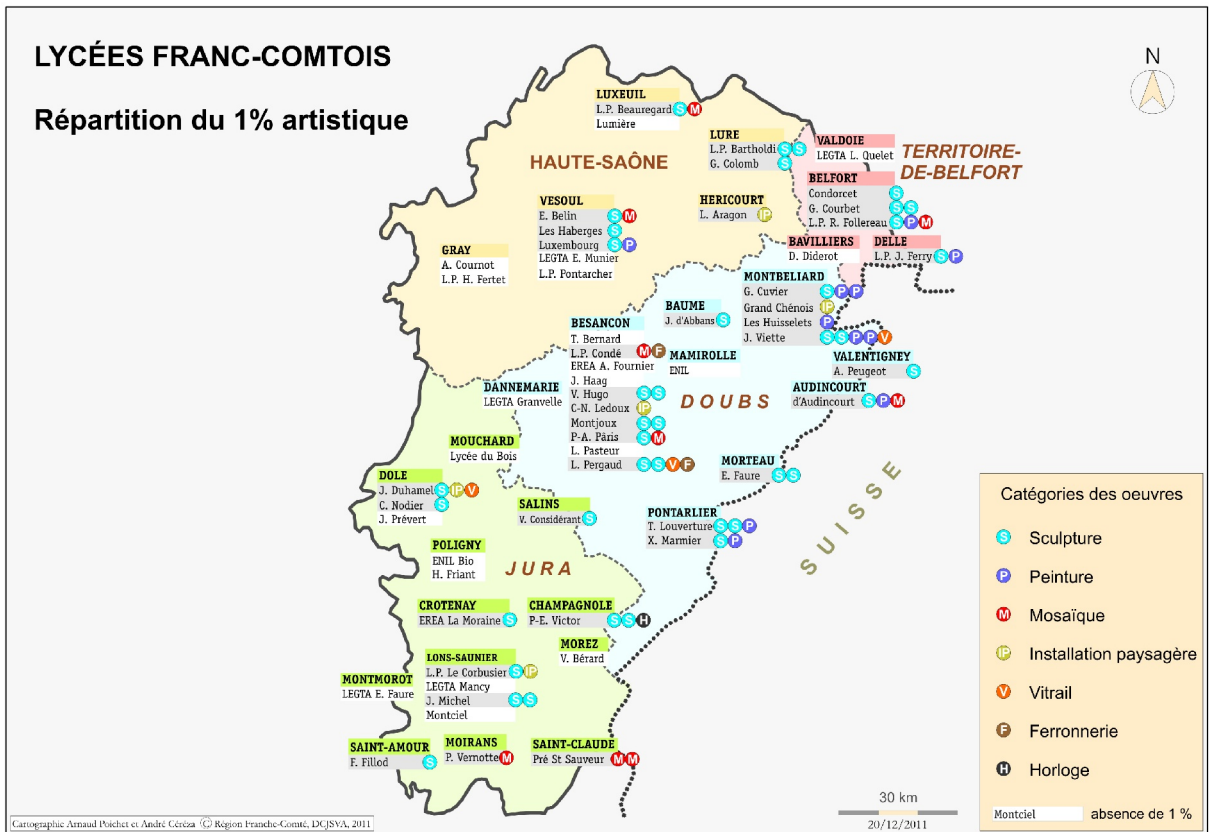 LYCÉES FRANC-COMTOIS
Répartition du 1% artistique
N
LUXEUIL
L.P. Beauregard S M
Lumière
LURE
L.P. Bartholdi S S
G. Colomb S
VALDOIE
LEGTA L. Quelet
TERRITOIRE-
DE-BELFORT
HAUTE-SAÔNE
BELFORT
Condorcet S
G. Courbet S S
L.P. R. Follereau S P M
VESOUL
E. Belin S M
Les Haberges S
Luxembourg S P
LEGTA E. Munier
L.P. Pontarcher
HERICOURT
L. Aragon IP
GRAY
A. Cournot
L.P. H. Fertet
BAVILLIERS
D. Diderot
DELLE
L.P. J. Ferry S P
MONTBELIARD
G. Cuvier S P P
Grand Chénois IP
Les Huisselets P
J. Viette S S P P V
BAUME
J. d'Abbans S
BESANCON
T. Bernard
L.P. Condé M F
EREA A. Fournier
J. Haag
V. Hugo S S
C-N. Ledoux IP
Montjoux S S
P-A. Pâris S M
L. Pasteur
L. Pergaud S S V F
MAMIROLLE
ENIL
VALENTIGNEY
A. Peugeot S
DANNEMARIE
LEGTA Granvelle
DOUBS
AUDINCOURT
d'Audincourt S P M
MOUCHARD
Lycée du Bois
MORTEAU
E. Faure S S
DOLE
J. Duhamel S IP V
C. Nodier S
J. Prévert
SALINS
V. Considérant S
PONTARLIER
T. Louverture S S P
X. Marmier S P
SUISSE
POLIGNY
ENIL Bio
H. Friant
JURA
CROTENAY
EREA La Moraine S
CHAMPAGNOLE
P-E. Victor S S H
MOREZ
V. Bérard
LONS-SAUNIER
L.P. Le Corbusier S IP
LEGTA Mancy
J. Michel S S
Montciel
MONTMOROT
LEGTA E. Faure
SAINT-AMOUR
F. Fillod S
MOIRANS
P. Vernotte M
SAINT-CLAUDE
Pré St Sauveur M M
Catégories des oeuvres
S Sculpture
P Peinture
M Mosaïque
IP Installation paysagère
V Vitrail
F Ferronnerie
H Horloge
Montciel absence de 1 %
30 km
20/12/2011
Cartographie Arnaud Poichet et André Céréza © Région Franche-Comté, DCJSVA, 2011